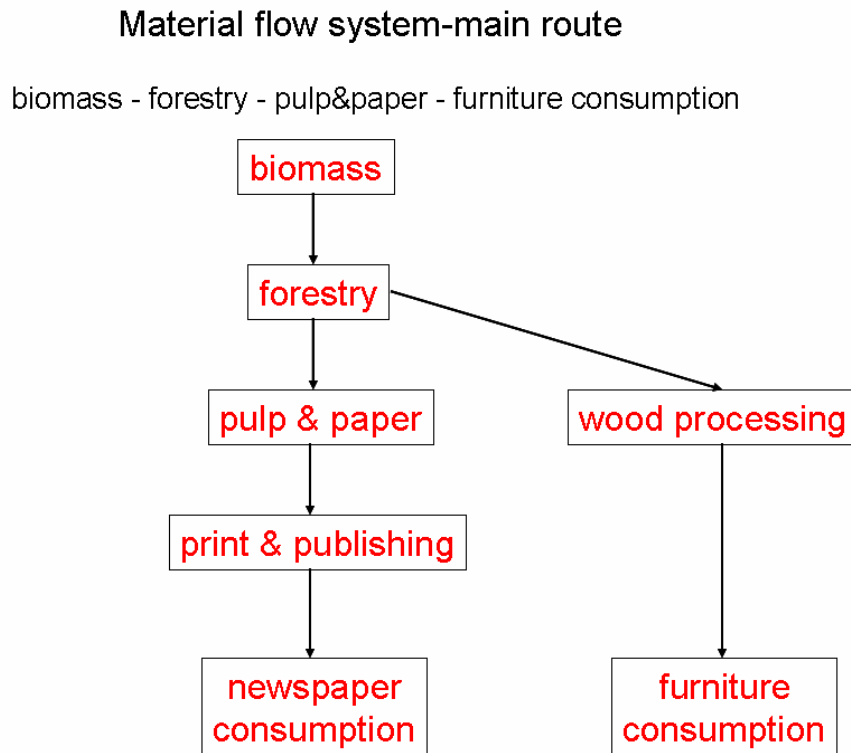 Material flow system-main route
biomass - forestry - pulp&paper - furniture consumption
biomass
forestry
pulp & paper
wood processing
print & publishing
newspaper
consumption
furniture
consumption